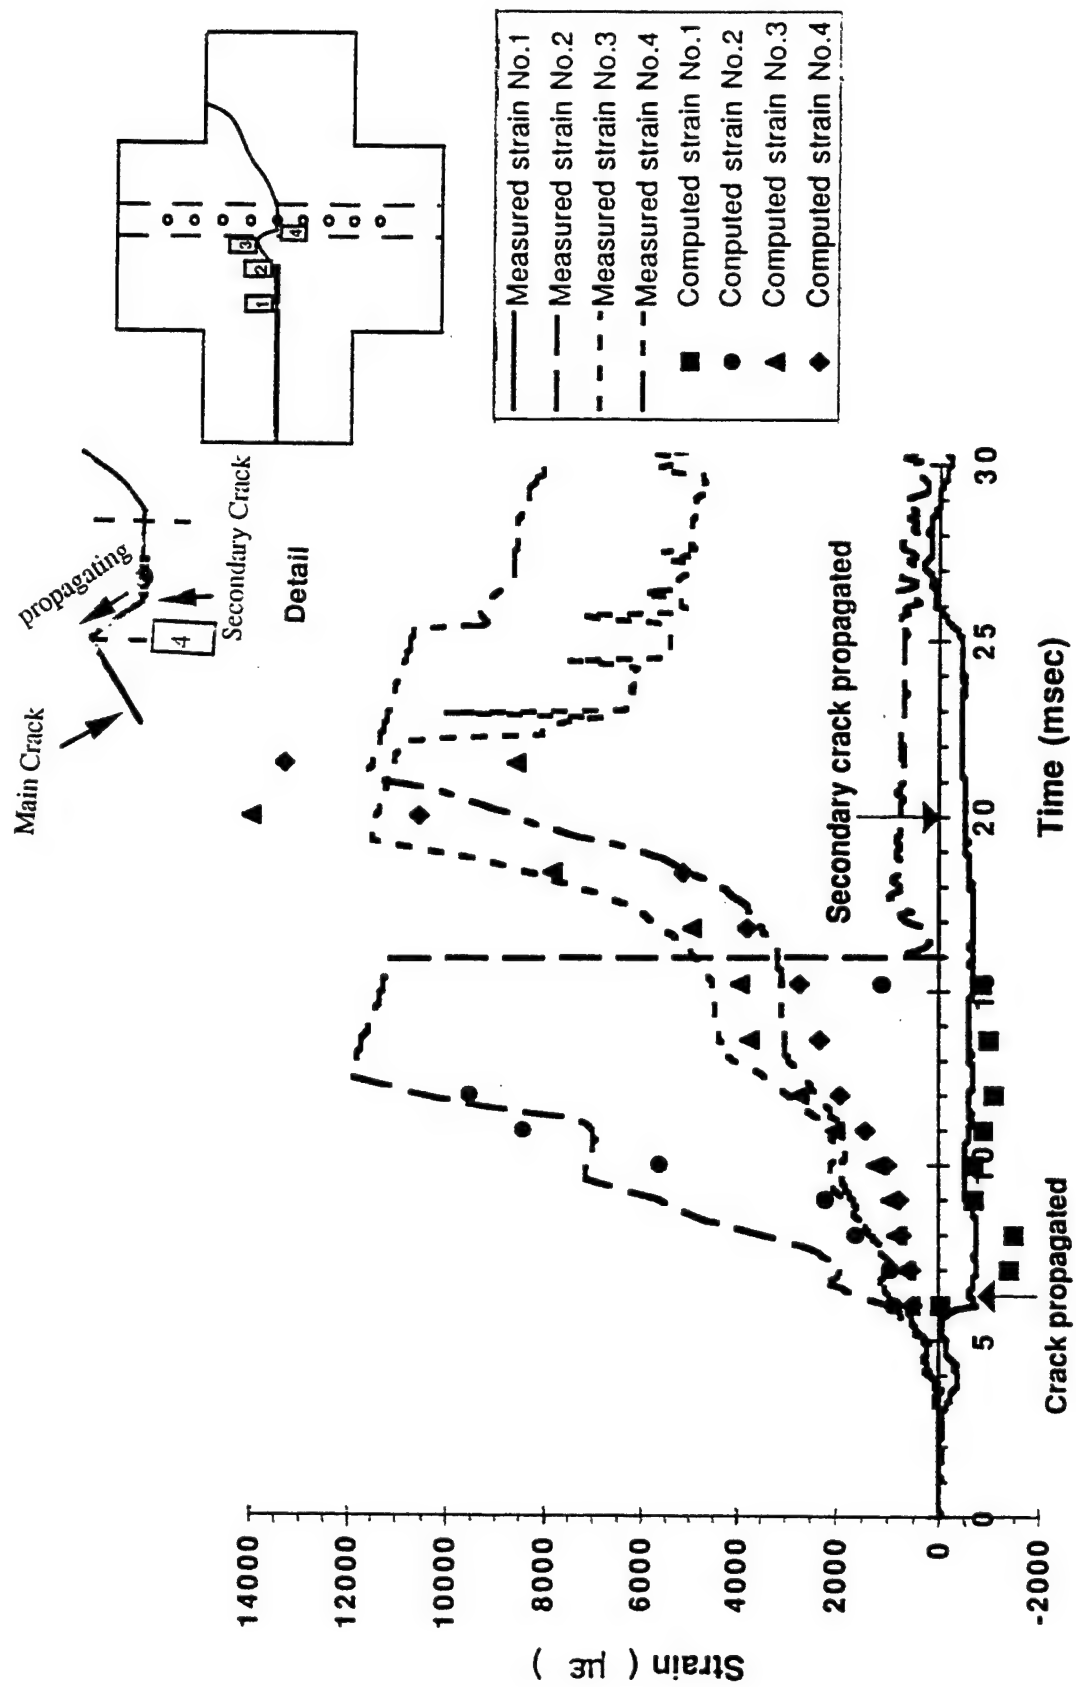 Main Crack
propagating
4
Secondary Crack
Detail
1
2
3
4
Measured strain No.1
Measured strain No.2
Measured strain No.3
Measured strain No.4
Computed strain No.1
Conputed strain No.2
Computed strain No.3
Computed strain No.4
Strain ( με )
14000
12000
10000
8000
6000
4000
2000
0
-2000
0
5
10
15
20
25
30
Time (msec)
Crack propagated
Secondary crack propagated